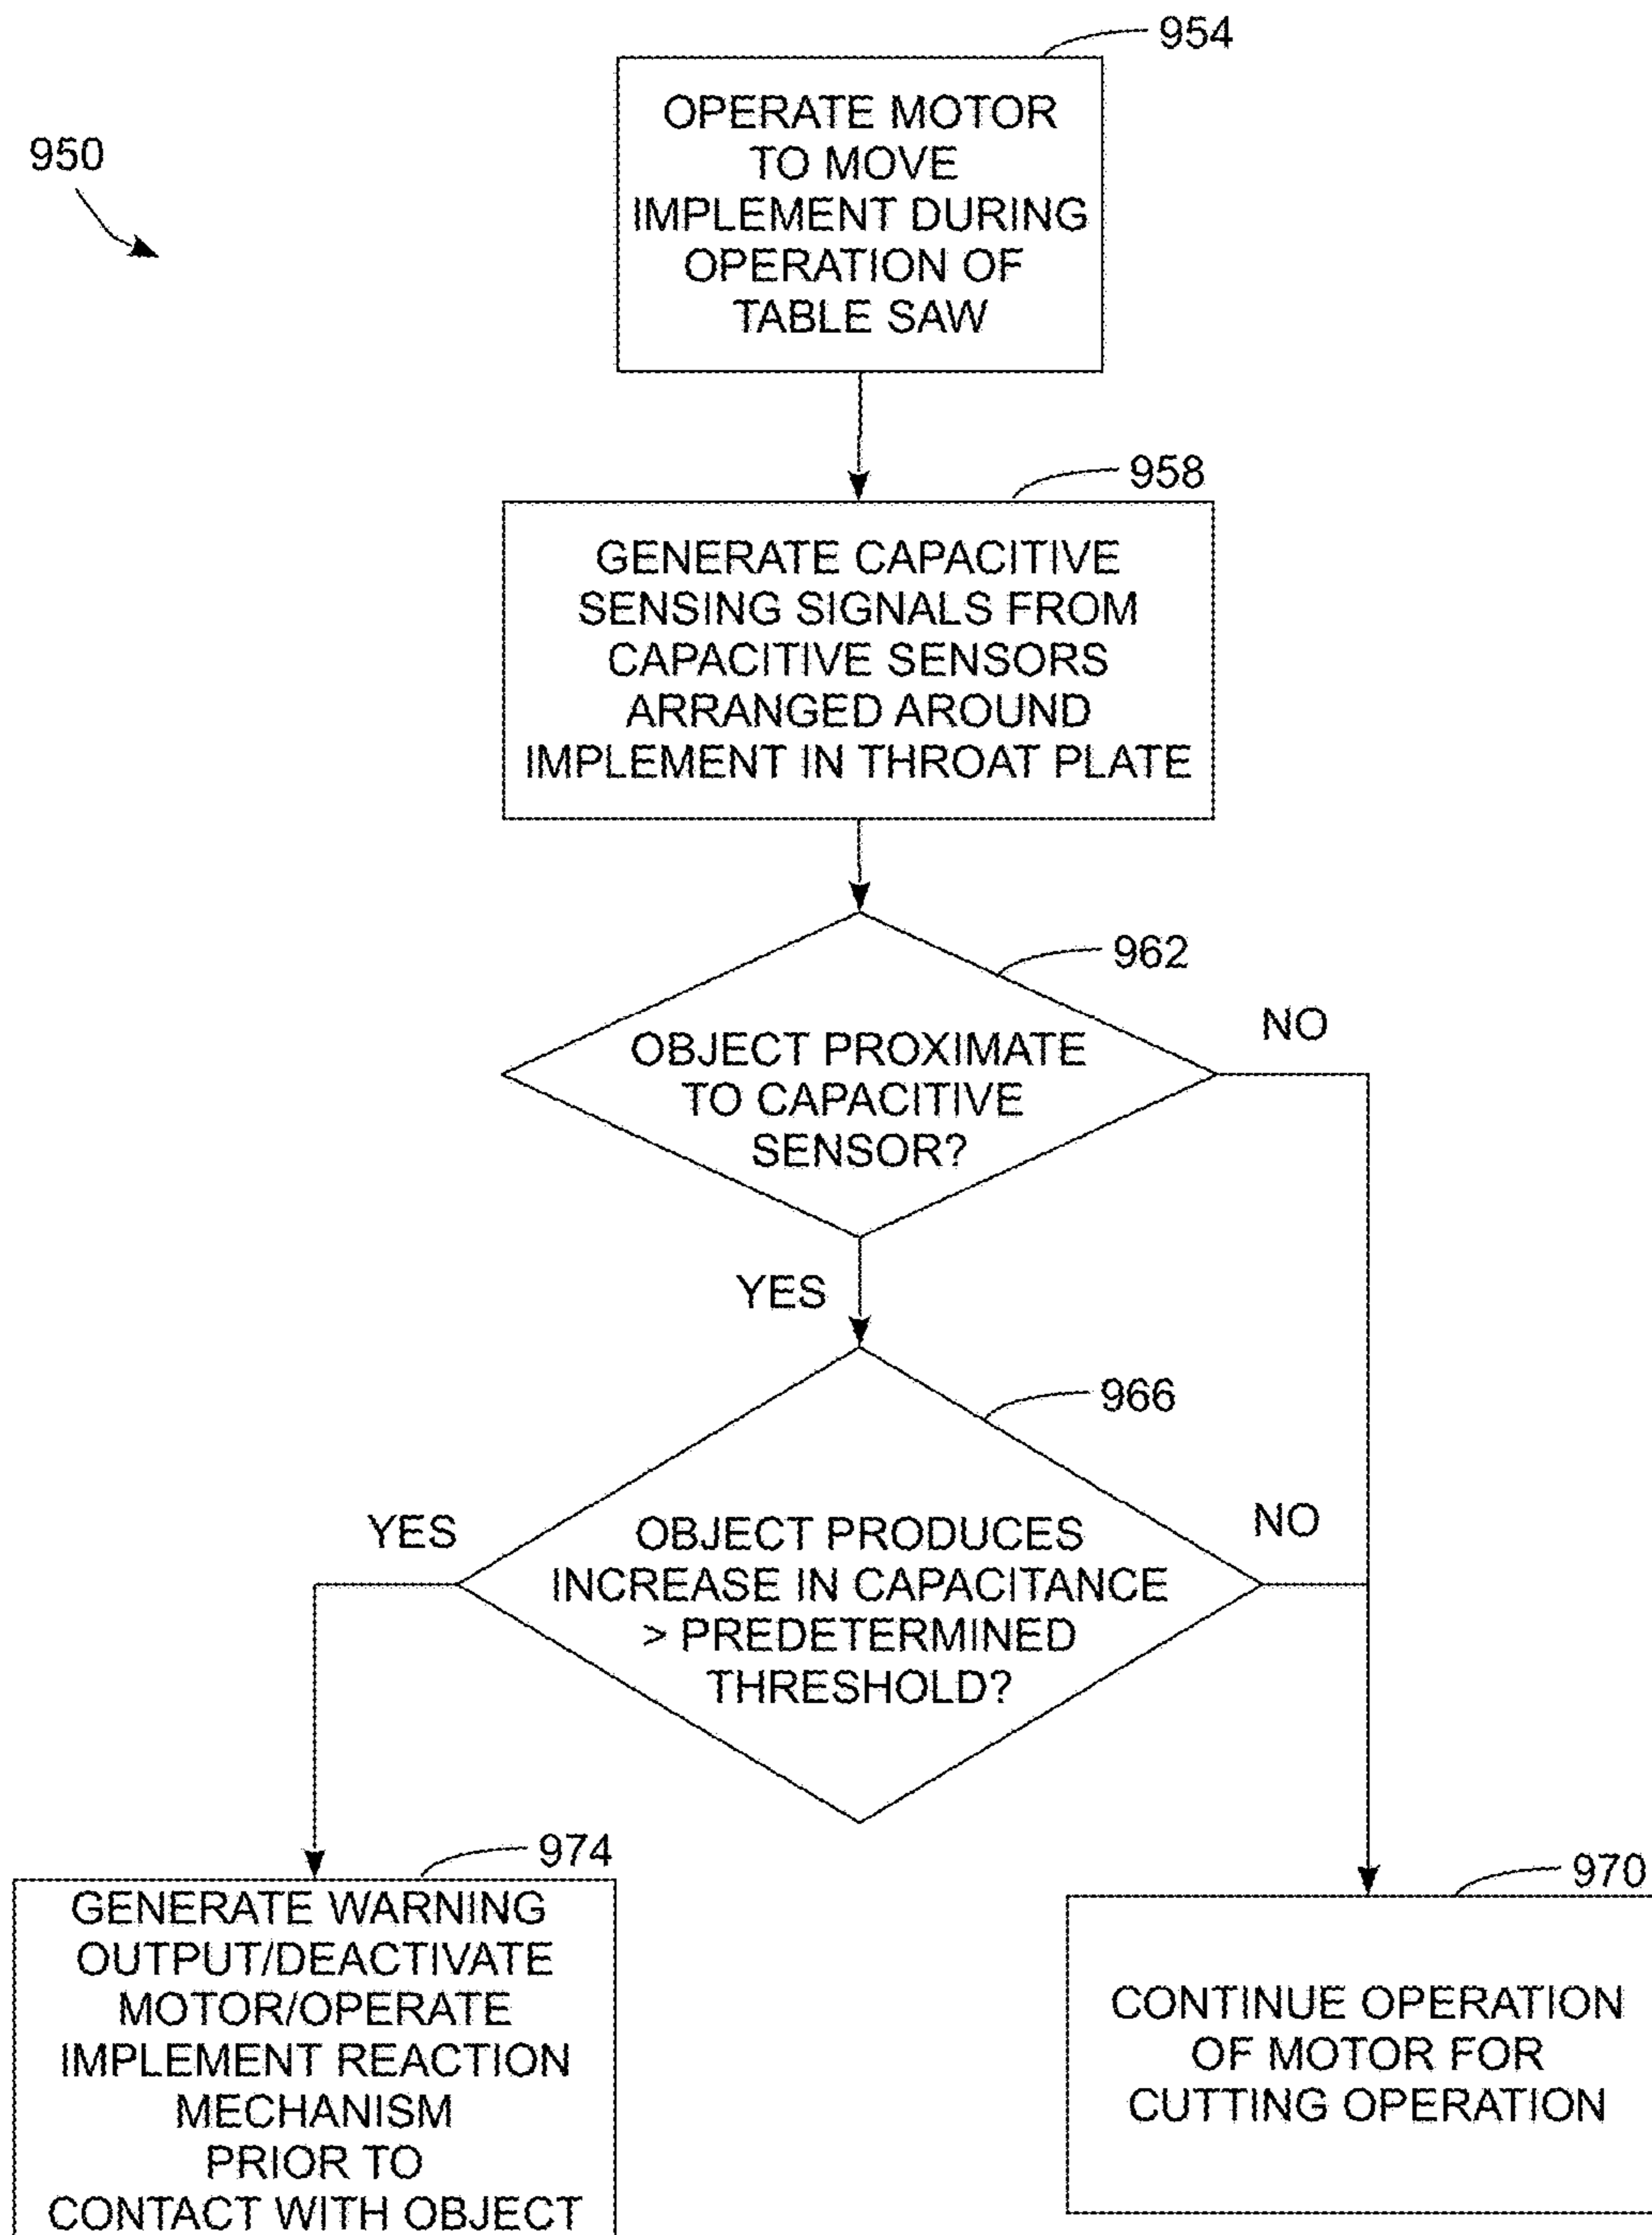 954
OPERATE MOTOR
TO MOVE
IMPLEMENT DURING
OPERATION OF
TABLE SAW
950
958
GENERATE CAPACITIVE
SENSING SIGNALS FROM
CAPACITIVE SENSORS
ARRANGED AROUND
IMPLEMENT IN THROAT PLATE
962
NO
OBJECT PROXIMATE
TO CAPACITIVE
SENSOR?
YES
966
YES
NO
OBJECT PRODUCES
INCREASE IN CAPACITANCE
> PREDETERMINED
THRESHOLD?
974
GENERATE WARNING
OUTPUT/DEACTIVATE
MOTOR/OPERATE
IMPLEMENT REACTION
MECHANISM
PRIOR TO
CONTACT WITH OBJECT
970
CONTINUE OPERATION
OF MOTOR FOR
CUTTING OPERATION